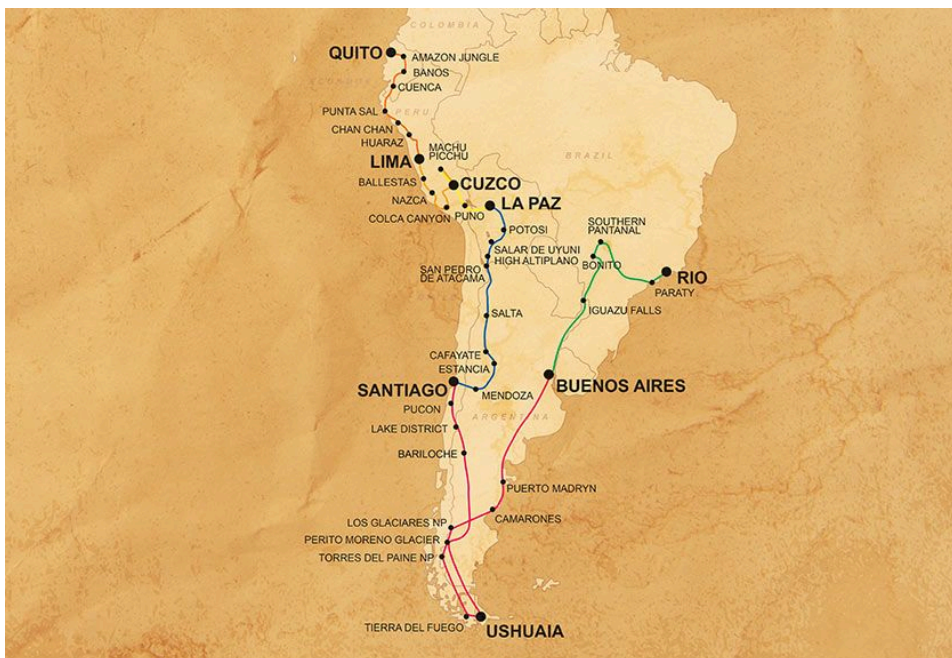 COLOMBIA
QUITO
AMAZON JUNGLE
BANOS
ECUADOR
CUENCA
PUNTA SAL
PERU
CHAN CHAN
HUARAZ
MACHU
PICCHU
BRAZIL
LIMA
BALLESTAS
CUZCO
NAZCA
LA PAZ
COLCA CANYON
PUNO
POTOSI
SOUTHERN
PANTANAL
SALAR DE UYUNI
HIGH ALTIPLANO
BONITO
SAN PEDRO
DE ATACAMA
RIO
PARATY
IGUAZU FALLS
SALTA
CAFAYATE
ESTANCIA
SANTIAGO
BUENOS AIRES
MENDOZA
PUCON
ARGENTINA
LAKE DISTRICT
BARILOCHE
PUERTO MADRYN
CAMARONES
LOS GLACIARES NP
PERITO MORENO GLACIER
TORRES DEL PAINE NP
TIERRA DEL FUEGO
USHUAIA